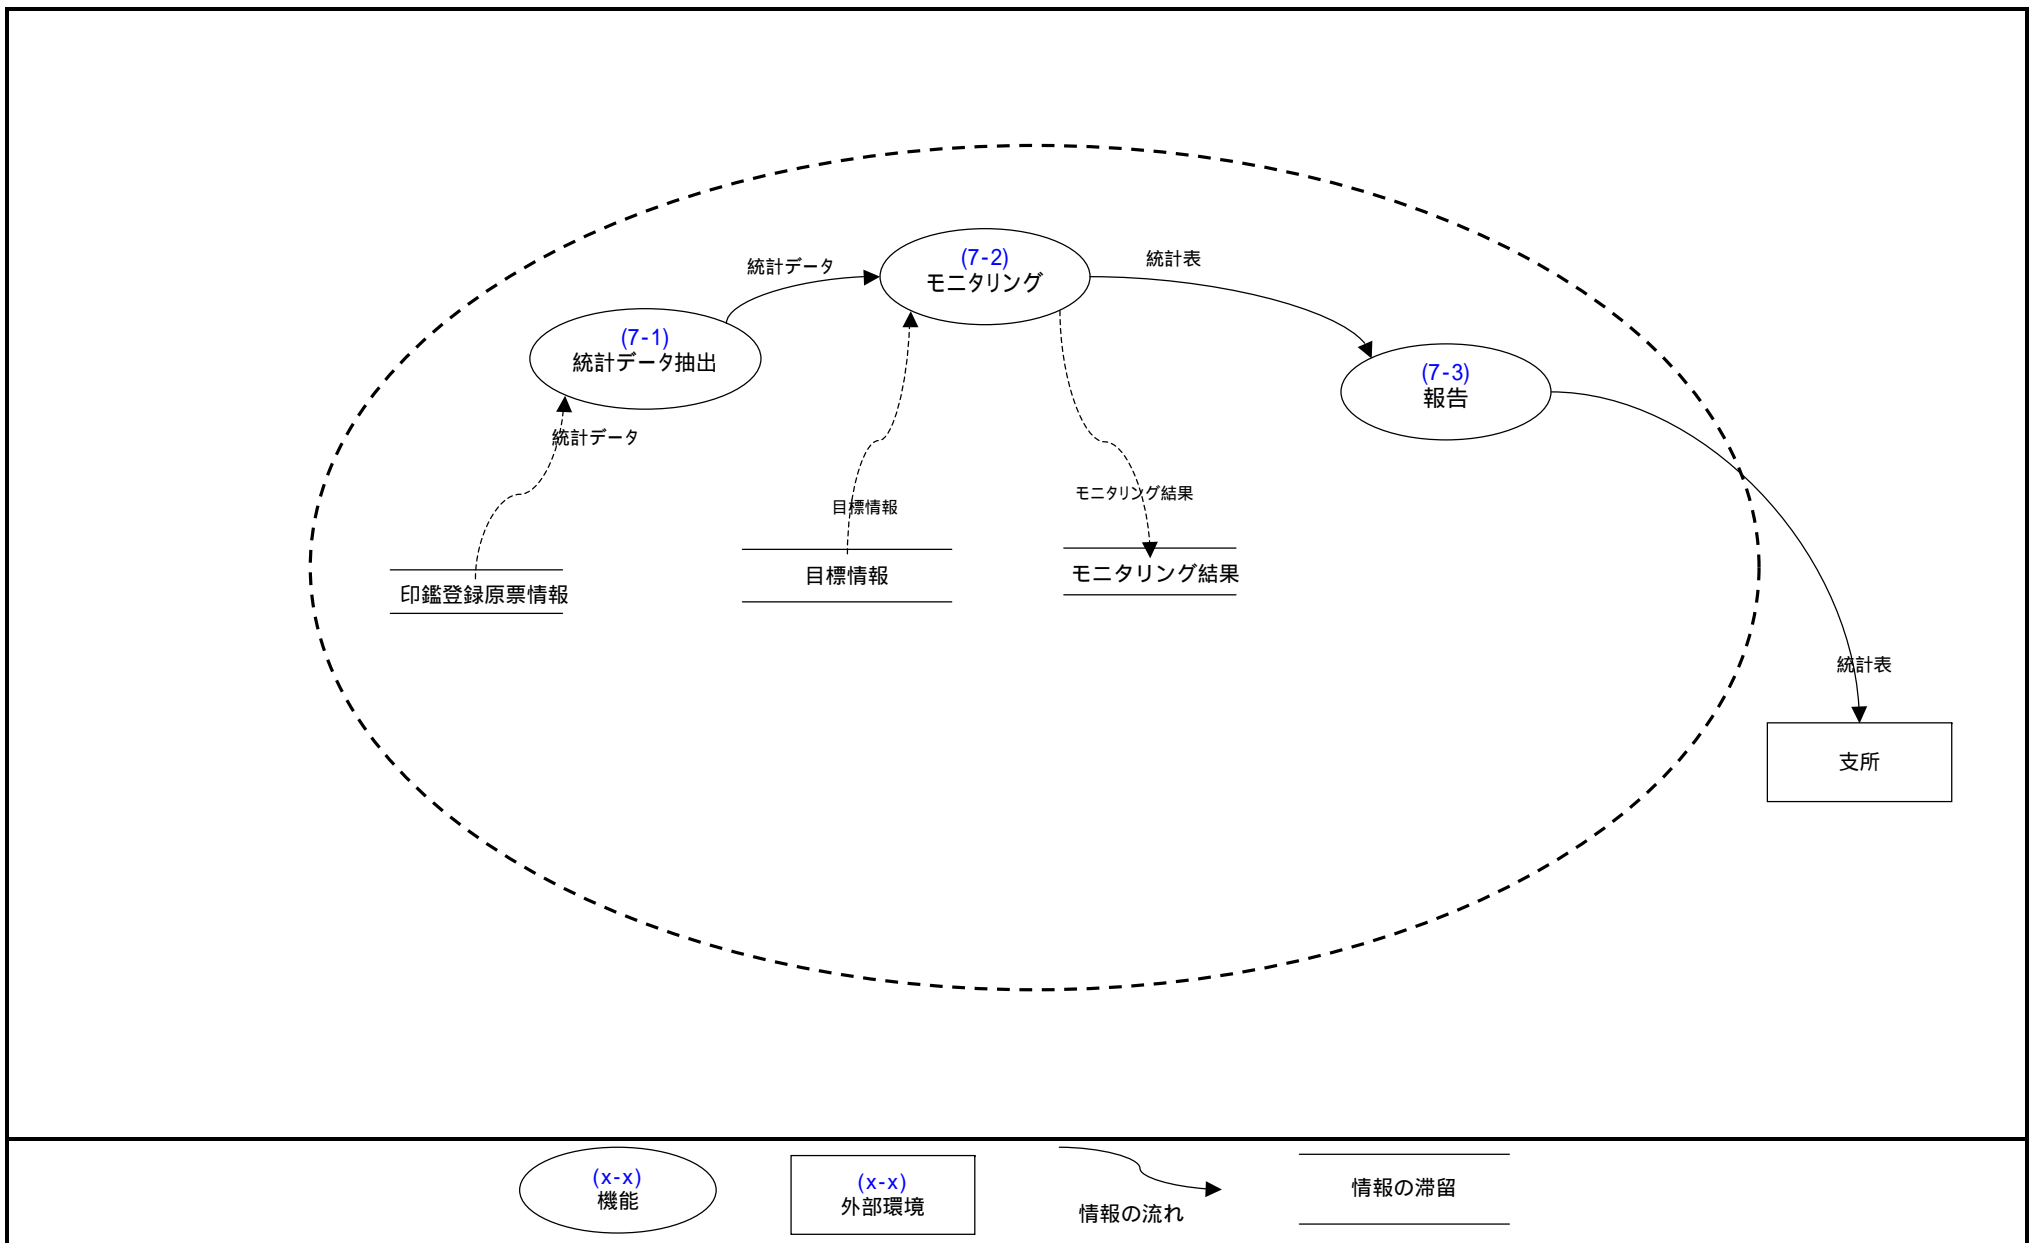 (7-2)
モニタリング
統計データ
統計表
(7-1)
統計データ抽出
(7-3)
報告
統計データ
目標情報
モニタリング結果
印鑑登録原票情報
目標情報
モニタリング結果
統計表
支所
(x-x)
機能
(x-x)
外部環境
情報の流れ
情報の滞留